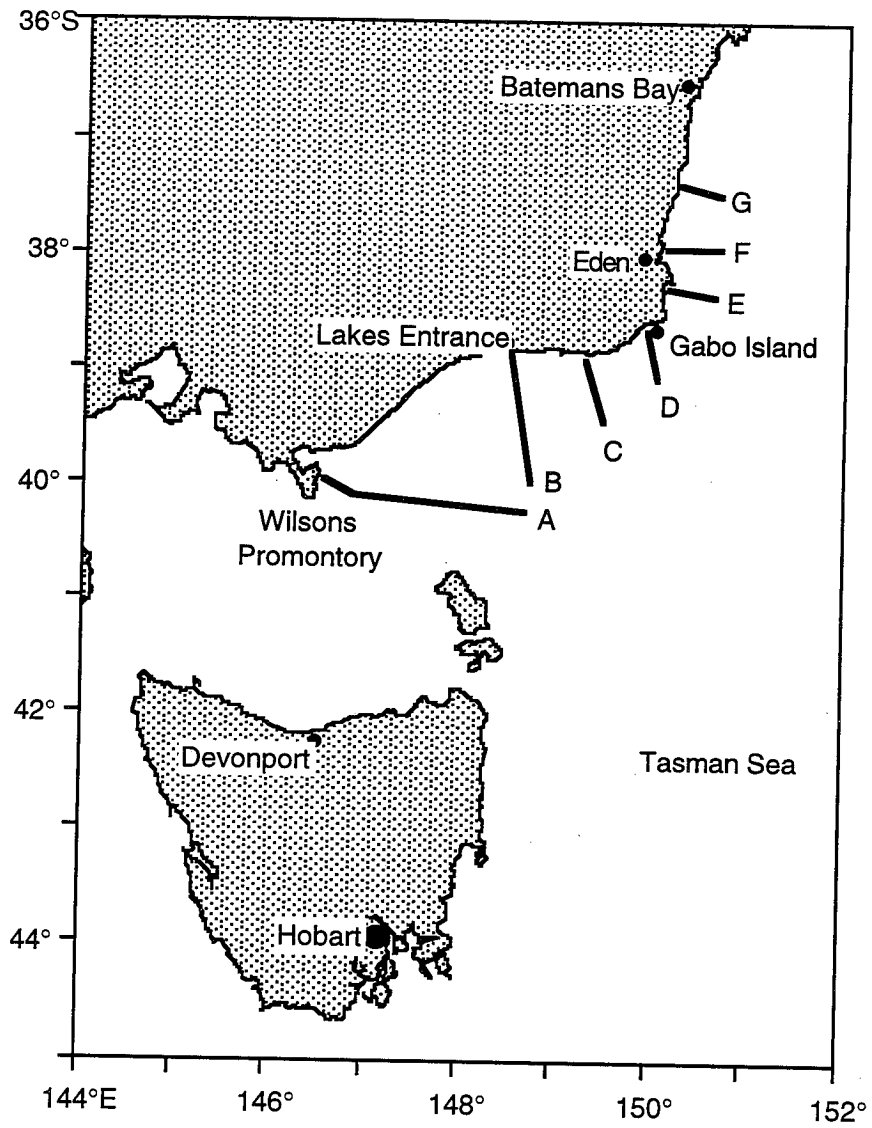 36°S
Batemans Bay
G
38°
Eden
F
E
Lakes Entrance
Gabo Island
D
C
40°
B
A
Wilsons
Promontory
42°
Devonport
Tasman Sea
44°
Hobart
144°E
146°
148°
150°
152°